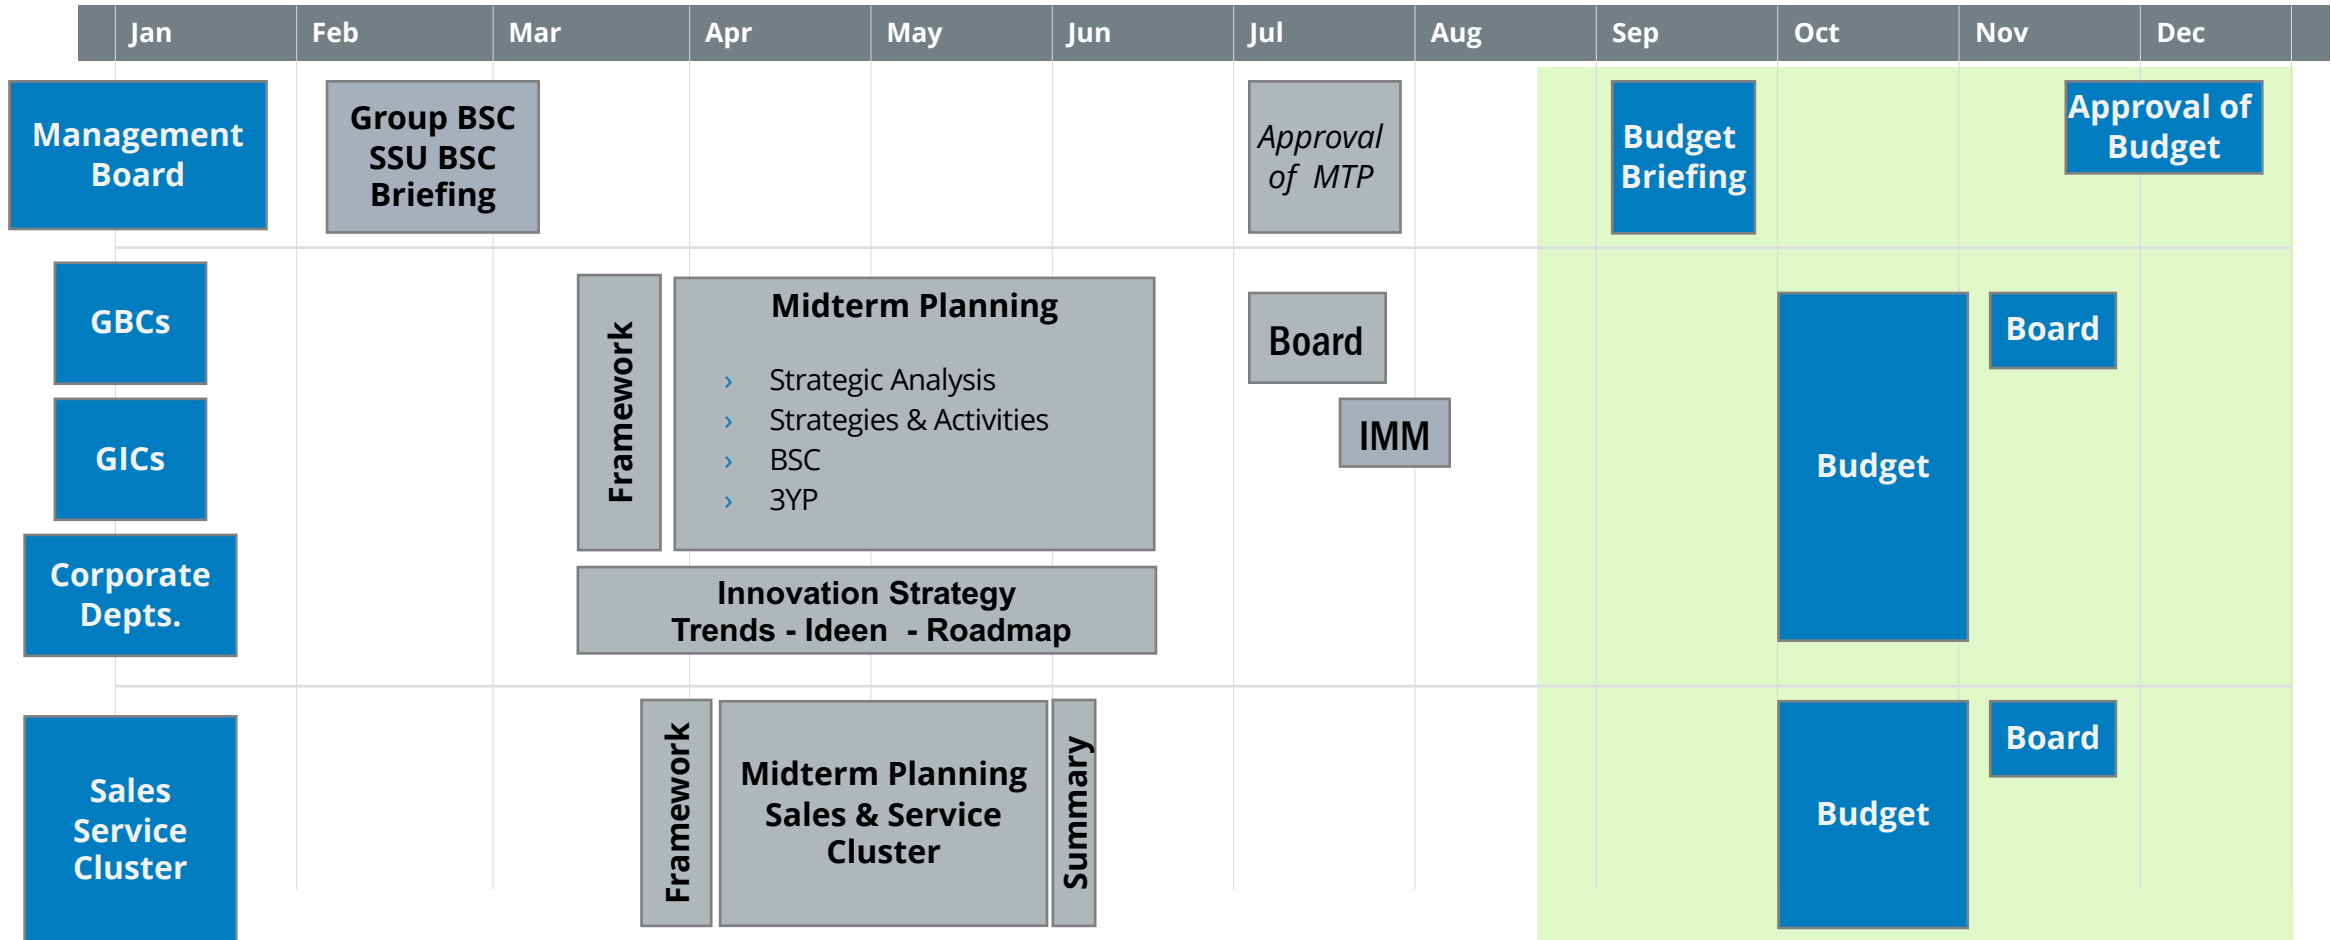 Jan Feb Mar Apr May Jun Jul Aug Sep Oct Nov Dec
Management
Board
Group BSC
SSU BSC
Briefing
Approval
of MTP
Budget
Briefing
Approval of
Budget
GBCs
GICs
Corporate
Depts.
Framework
Midterm Planning
› Strategic Analysis
› Strategies & Activities
› BSC
› 3YP
Innovation Strategy
Trends - Ideen - Roadmap
Board
IMM
Budget
Board
Sales
Service
Cluster
Framework
Midterm Planning
Sales & Service
Cluster
Summary
Budget
Board